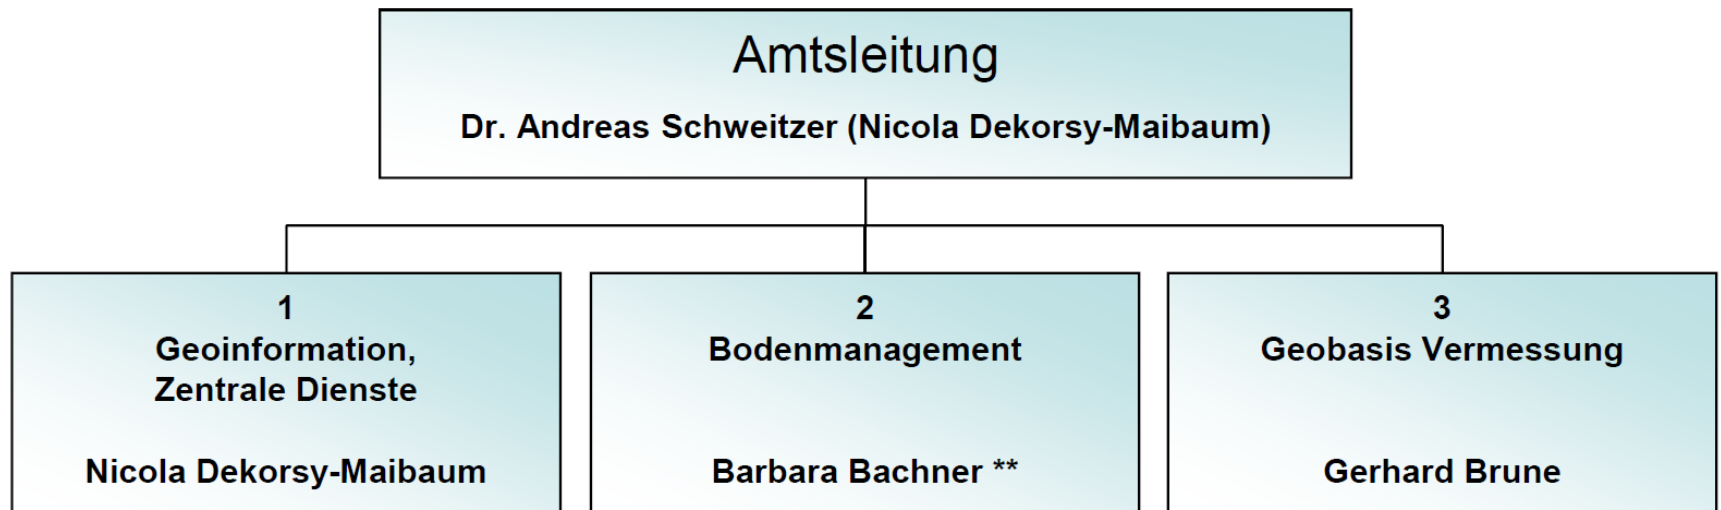 Amtsleitung
Dr. Andreas Schweitzer (Nicola Dekorsy-Maibaum)
1
Geoinformation,
Zentrale Dienste
Nicola Dekorsy-Maibaum
2
Bodenmanagement
Barbara Bachner **
3
Geobasis Vermessung
Gerhard Brune